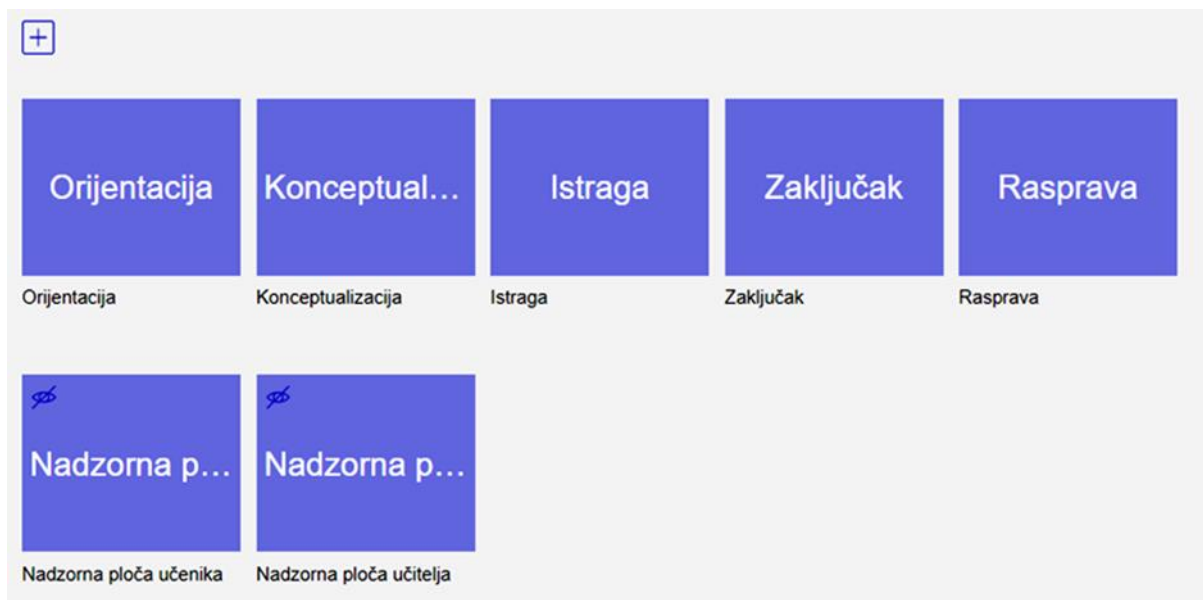 Orijentacija
Konceptual...
Istraga
Zaključak
Rasprava
Orijentacija
Konceptualizacija
Istraga
Zaključak
Rasprava
Nadzorna p...
Nadzorna p...
Nadzorna ploča učenika
Nadzorna ploča učitelja